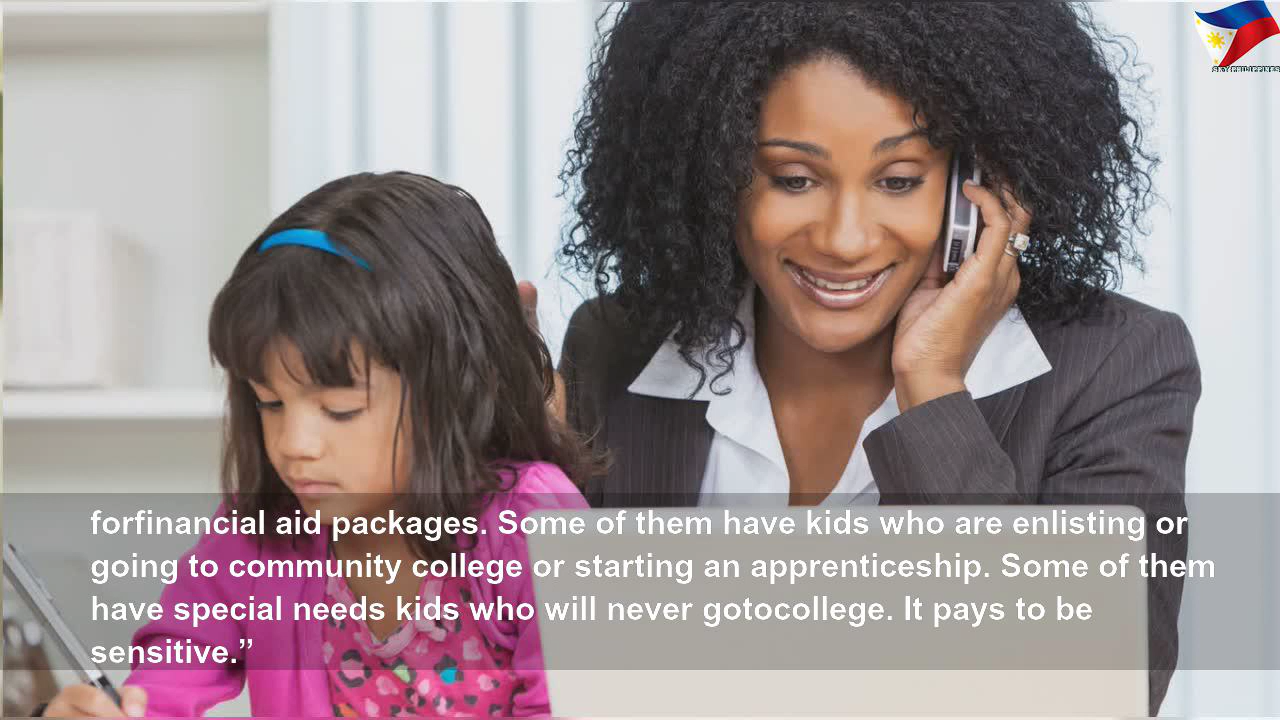 SKYPHILIPPINES
forfinancial aid packages. Some of them have kids who are enlisting or
going to community college or starting an apprenticeship. Some of them
have special needs kids who will never gotocollege. It pays to be
sensitive.”